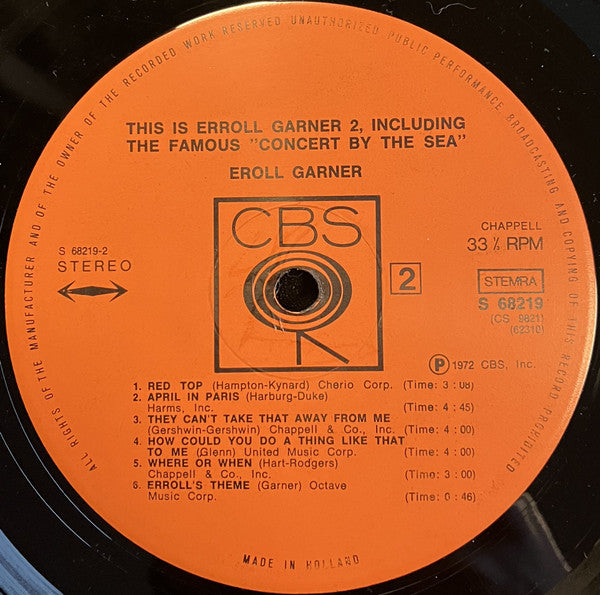 ALL RIGHTS OF THE MANUFACTURER AND OF THE OWNER OF THE RECORDED WORK RESERVED UNAUTHORIZED PUBLIC PERFORMANCE BROADCASTING AND COPYING OF THIS RECORD PROHIBITED
THIS IS ERROLL GARNER 2, INCLUDING
THE FAMOUS "CONCERT BY THE SEA"
EROLL GARNER
CBS
S 68219-2
STEREO
2
CHAPPELL
33 ⅓ RPM
STEMRA
S 68219
(CS 9821)
(62310)
Ⓟ 1972 CBS, Inc.
1. RED TOP (Hampton-Kynard) Cherio Corp. (Time: 3:08)
2. APRIL IN PARIS (Harburg-Duke)
Harms, Inc. (Time: 4:45)
3. THEY CAN'T TAKE THAT AWAY FROM ME
(Gershwin-Gershwin) Chappell & Co., Inc. (Time: 4:00)
4. HOW COULD YOU DO A THING LIKE THAT
TO ME (Glenn) United Music Corp. (Time: 4:00)
5. WHERE OR WHEN (Hart-Rodgers)
Chappell & Co., Inc. (Time: 3:00)
6. ERROLL'S THEME (Garner) Octave
Music Corp. (Time: 0:46)
MADE IN HOLLAND